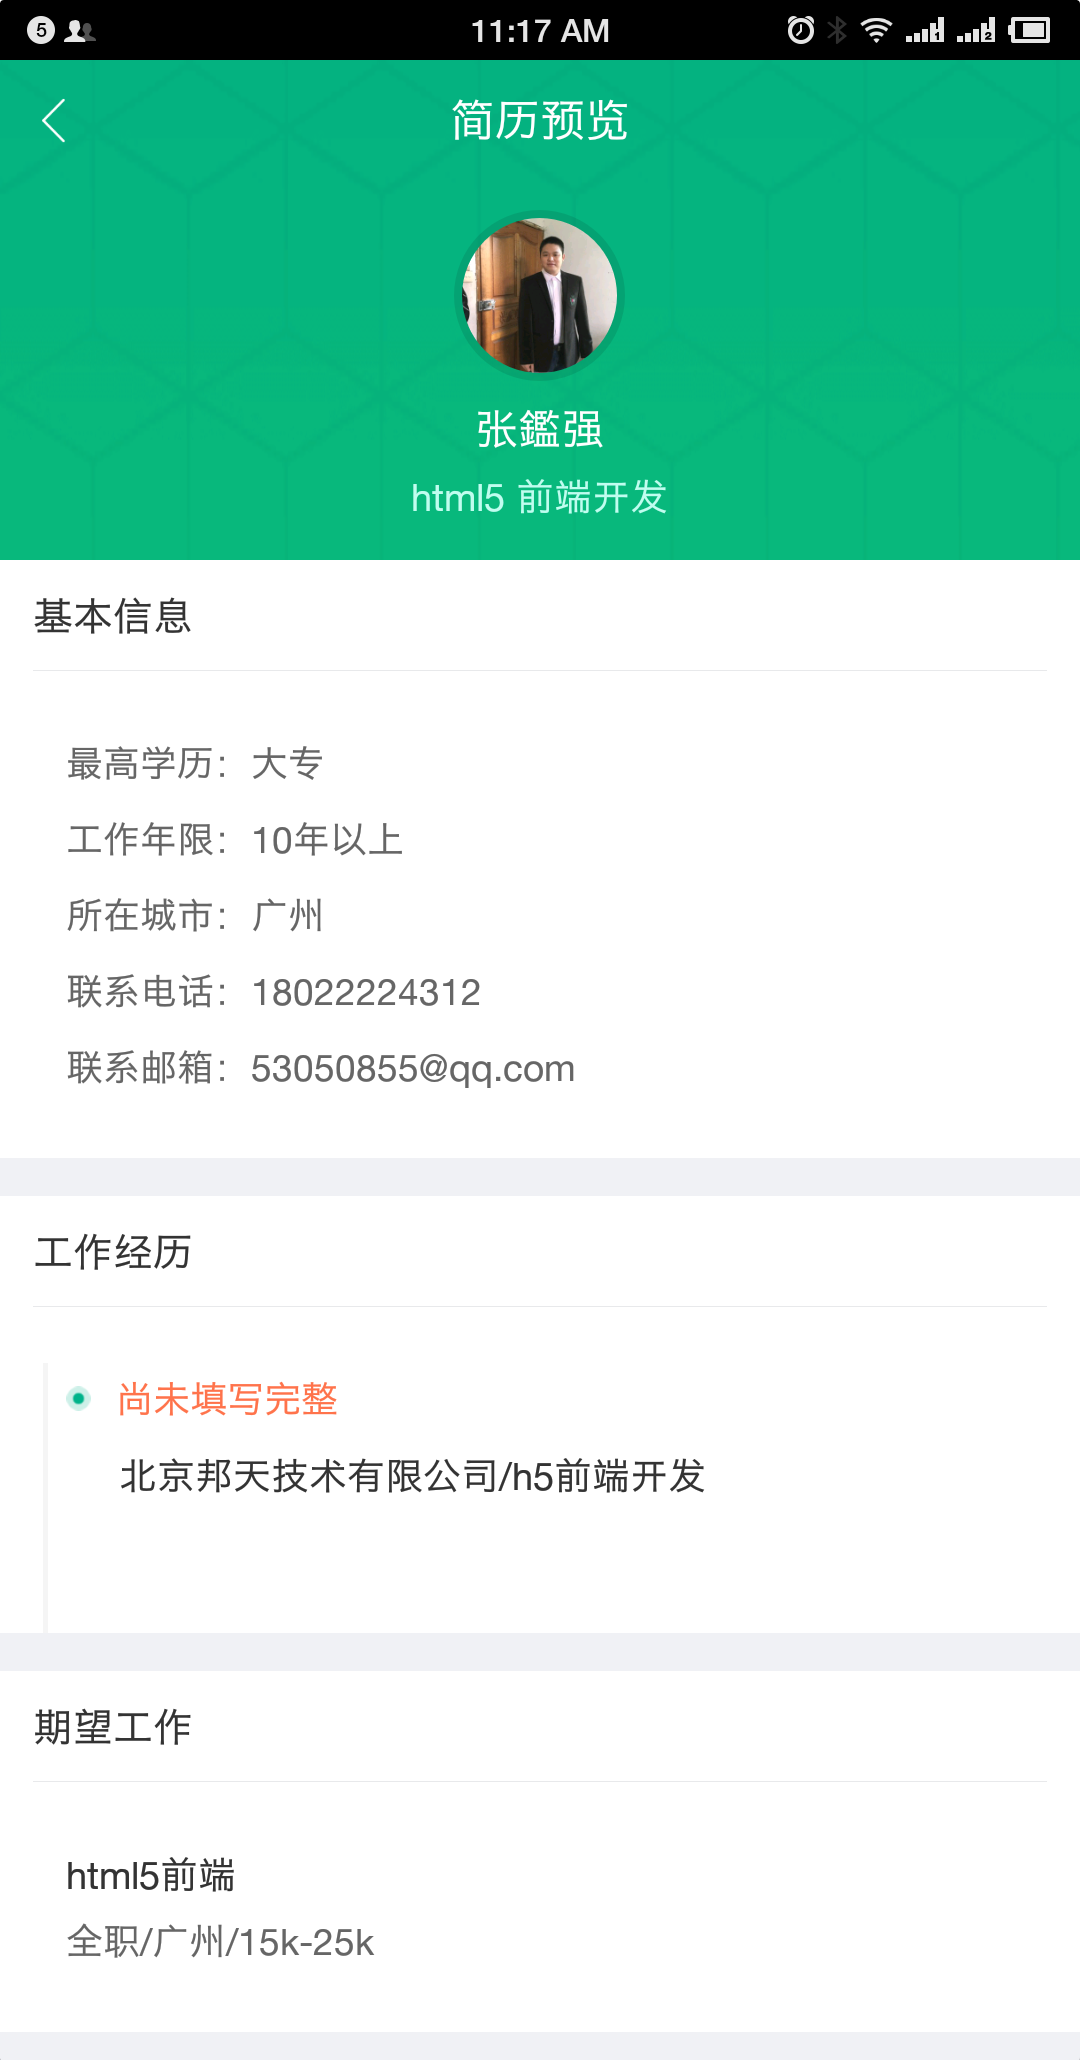 5
11:17 AM
1
2
简历预览
张鑑强
html5 前端开发
基本信息
最高学历：大专
工作年限：10年以上
所在城市：广州
联系电话：18022224312
联系邮箱：53050855@qq.com
工作经历
尚未填写完整
北京邦天技术有限公司/h5前端开发
期望工作
html5前端
全职/广州/15k-25k